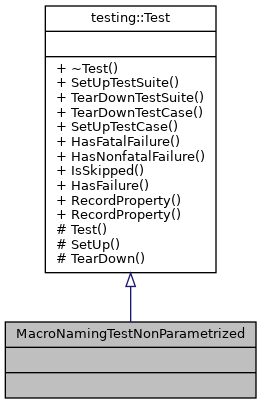 testing::Test
+ ~Test()
+ SetUpTestSuite()
+ TearDownTestSuite()
+ TearDownTestCase()
+ SetUpTestCase()
+ HasFatalFailure()
+ HasNonfatalFailure()
+ IsSkipped()
+ HasFailure()
+ RecordProperty()
+ RecordProperty()
# Test()
# SetUp()
# TearDown()
MacroNamingTestNonParametrized